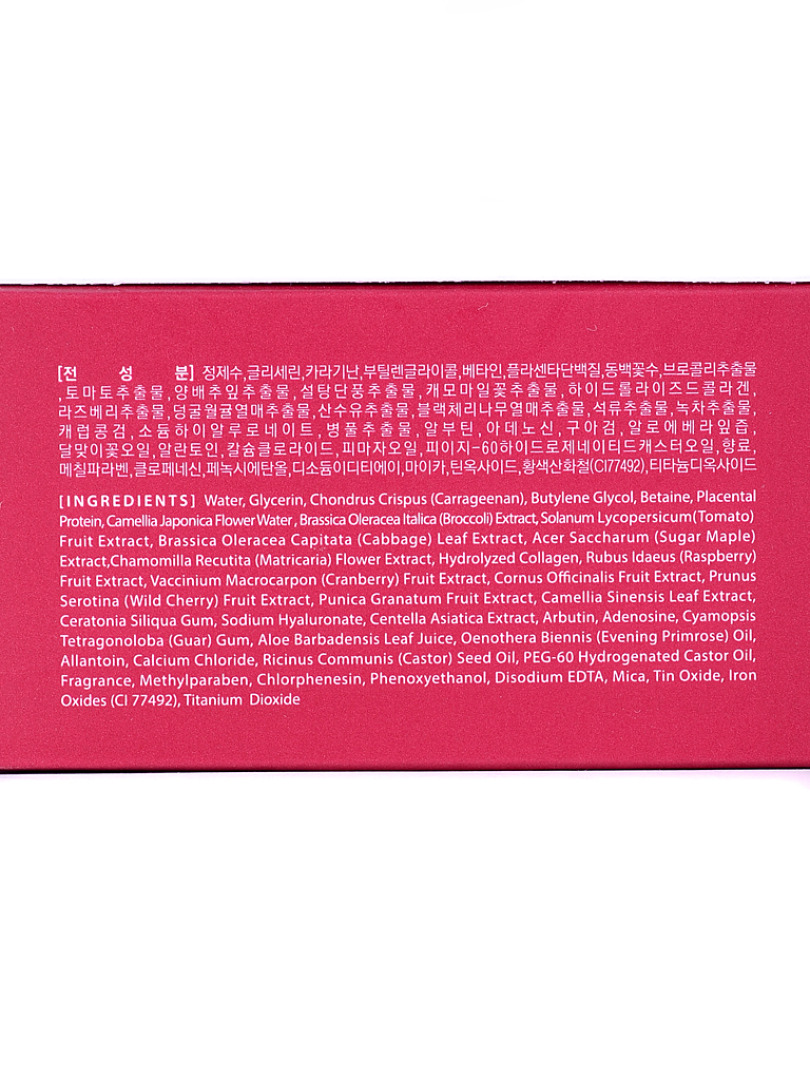 [전 성 분] 정제수,글리세린,카라기난,부틸렌글라이콜,베타인,플라센타단백질,동백꽃수,브로콜리추출물
,토마토추출물,양배추잎추출물,설탕단풍추출물,캐모마일꽃추출물,하이드롤라이즈드콜라겐,
라즈베리추출물,덩굴월귤열매추출물,산수유추출물,블랙체리나무열매추출물,석류추출물,녹차추출물,
캐럽콩검,소듐하이알루로네이트,병풀추출물,알부틴,아데노신,구아검,알로에베라잎즙,
달맞이꽃오일,알란토인,칼슘클로라이드,피마자오일,피이지-60하이드로제네이티드캐스터오일,향료,
메칠파라벤,클로페네신,페녹시에탄올,디소듐이디티에이,마이카,틴옥사이드,황색산화철(CI77492),티타늄디옥사이드
[INGREDIENTS] Water, Glycerin, Chondrus Crispus (Carrageenan), Butylene Glycol, Betaine, Placental
Protein, Camellia Japonica Flower Water , Brassica Oleracea Italica (Broccoli) Extract, Solanum Lycopersicum(Tomato)
Fruit Extract, Brassica Oleracea Capitata (Cabbage) Leaf Extract, Acer Saccharum (Sugar Maple)
Extract,Chamomilla Recutita (Matricaria) Flower Extract, Hydrolyzed Collagen, Rubus Idaeus (Raspberry)
Fruit Extract, Vaccinium Macrocarpon (Cranberry) Fruit Extract, Cornus Officinalis Fruit Extract, Prunus
Serotina (Wild Cherry) Fruit Extract, Punica Granatum Fruit Extract, Camellia Sinensis Leaf Extract,
Ceratonia Siliqua Gum, Sodium Hyaluronate, Centella Asiatica Extract, Arbutin, Adenosine, Cyamopsis
Tetragonoloba (Guar) Gum, Aloe Barbadensis Leaf Juice, Oenothera Biennis (Evening Primrose) Oil,
Allantoin, Calcium Chloride, Ricinus Communis (Castor) Seed Oil, PEG-60 Hydrogenated Castor Oil,
Fragrance, Methylparaben, Chlorphenesin, Phenoxyethanol, Disodium EDTA, Mica, Tin Oxide, Iron
Oxides (CI 77492), Titanium Dioxide